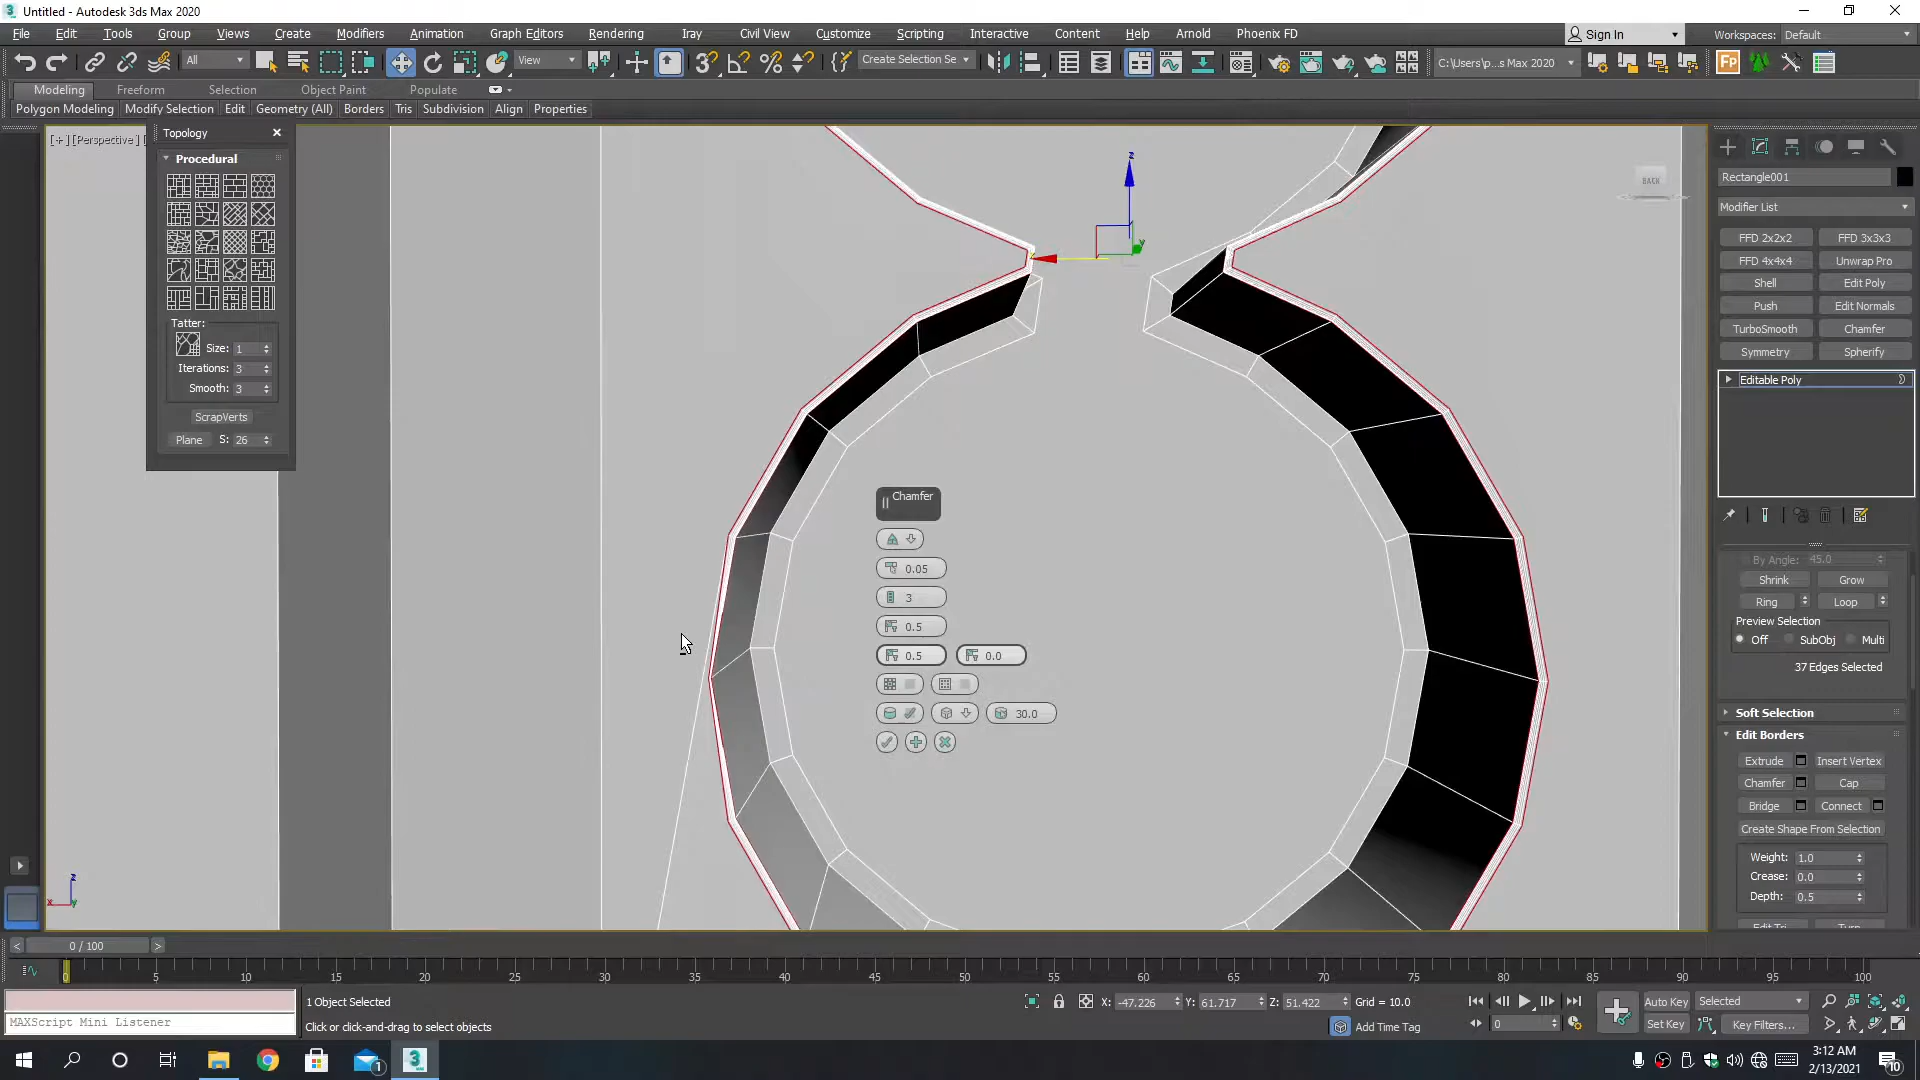 Untitled - Autodesk 3ds Max 2020
File Edit Tools Group Views Create Modifiers Animation Graph Editors Rendering Iray Civil View Customize Scripting Interactive Content Help Arnold Phoenix FD Sign In Workspaces: Default
All View Create Selection Se C:\Users\p...s Max 2020
Modeling Freeform Selection Object Paint Populate
Polygon Modeling Modify Selection Edit Geometry (All) Borders Tris Subdivision Align Properties
Topology
[+] [Perspective] [
Procedural
Tatter:
Size: 1
Iterations: 3
Smooth: 3
ScrapVerts
Plane S: 26
z
y
BACK
Chamfer
0.05
3
0.5
0.5 0.0
30.0
Rectangle001
Modifier List
FFD 2x2x2 FFD 3x3x3
FFD 4x4x4 Unwrap Pro
Shell Edit Poly
Push Edit Normals
TurboSmooth Chamfer
Symmetry Spherify
Editable Poly
By Angle: 45.0
Shrink Grow
Ring Loop
Preview Selection
Off SubObj Multi
37 Edges Selected
Soft Selection
Edit Borders
Extrude Insert Vertex
Chamfer Cap
Bridge Connect
Create Shape From Selection
Weight: 1.0
Crease: 0.0
Depth: 0.5
Edit Tri. Turn
z
x y
< 0 / 100 >
0 5 10 15 20 25 30 35 40 45 50 55 60 65 70 75 80 85 90 95 100
1 Object Selected X: -47.226 Y: 61.717 Z: 51.422 Grid = 10.0 Auto Key Selected
MAXScript Mini Listener Click or click-and-drag to select objects Add Time Tag 0 Set Key Key Filters...
1
3:12 AM
2/13/2021
10